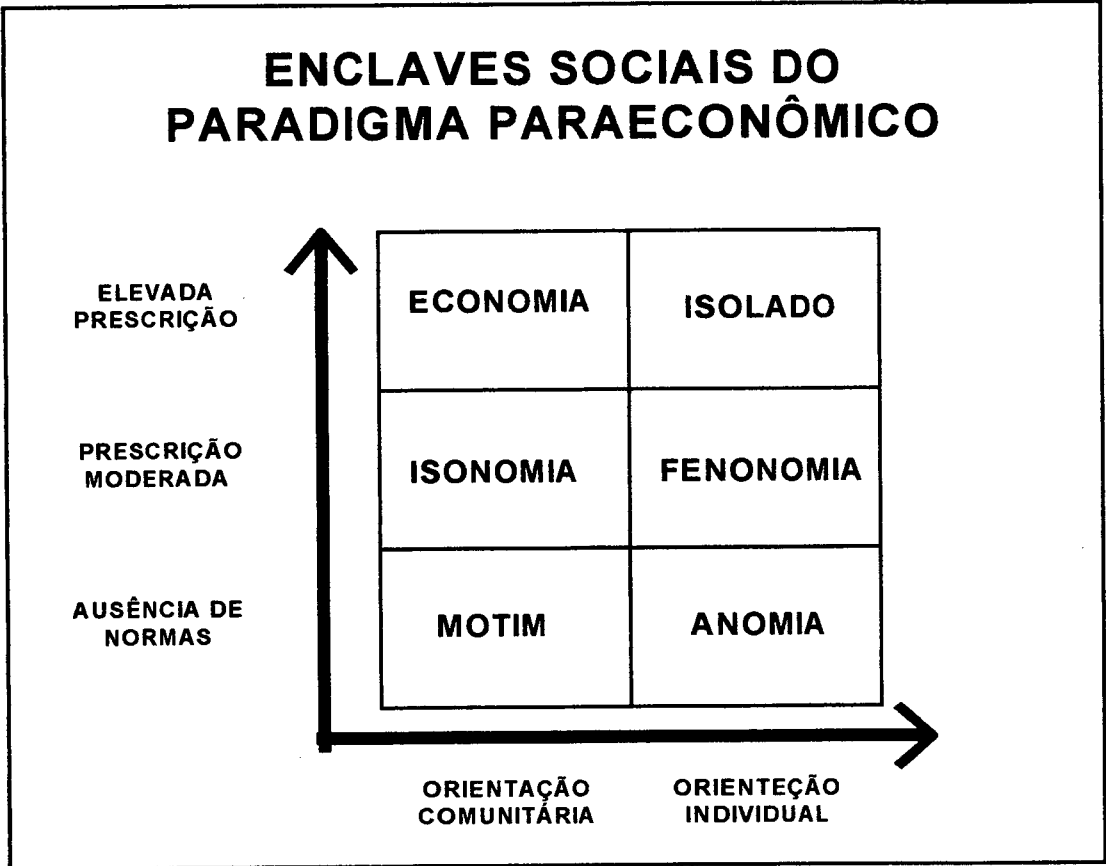 ENCLAVES SOCIAIS DO
PARADIGMA PARAECONÔMICO
ELEVADA
PRESCRIÇÃO
ECONOMIA
ISOLADO
PRESCRIÇÃO
MODERADA
ISONOMIA
FENONOMIA
AUSÊNCIA DE
NORMAS
MOTIM
ANOMIA
ORIENTAÇÃO
COMUNITÁRIA
ORIENTEÇÃO
INDIVIDUAL